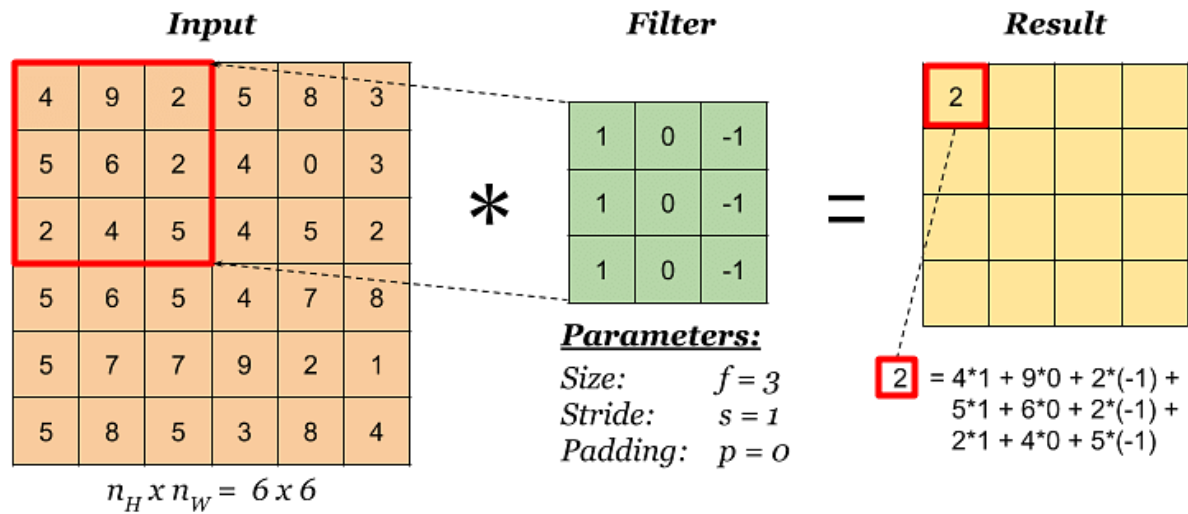 Input
Filter
Result
4 9 2 5 8 3
5 6 2 4 0 3
2 4 5 4 5 2
5 6 5 4 7 8
5 7 7 9 2 1
5 8 5 3 8 4
n_H x n_W = 6 x 6
*
1 0 -1
1 0 -1
1 0 -1
Parameters:
Size: f = 3
Stride: s = 1
Padding: p = 0
=
2
2 = 4*1 + 9*0 + 2*(-1) +
5*1 + 6*0 + 2*(-1) +
2*1 + 4*0 + 5*(-1)